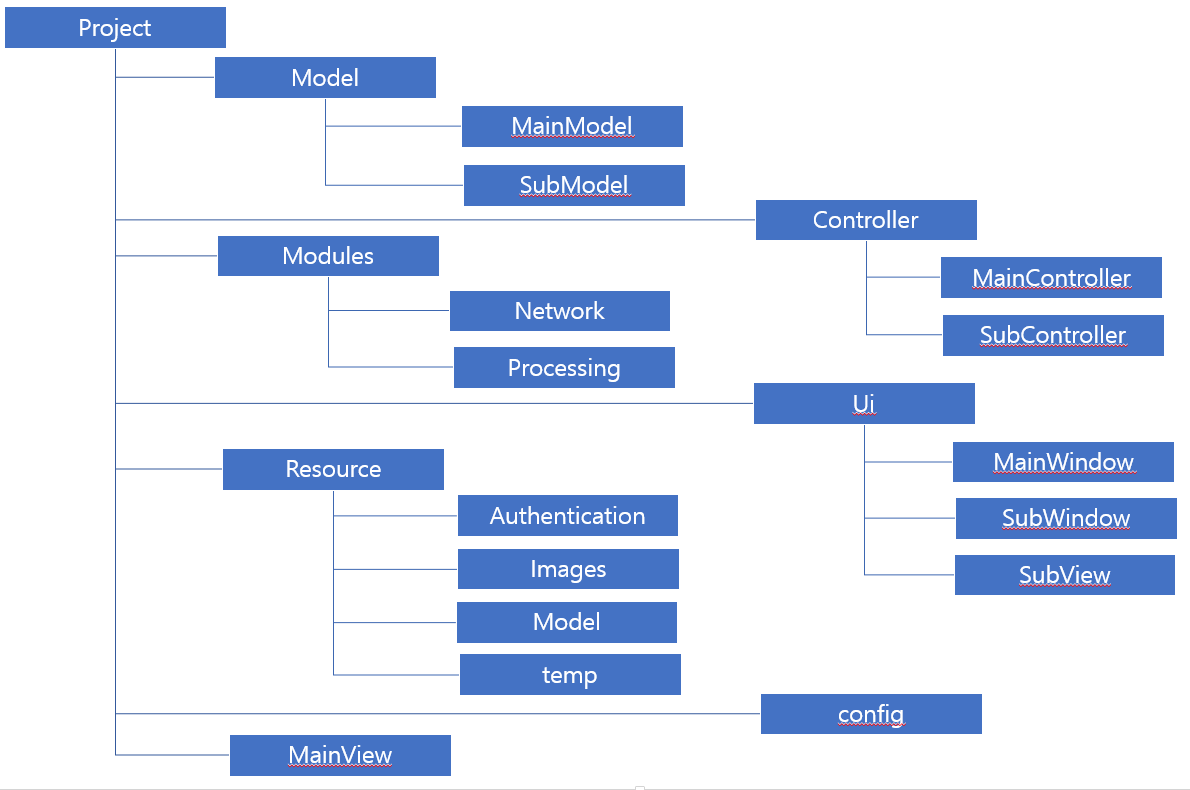 Project
Model
MainModel
SubModel
Controller
MainController
SubController
Modules
Network
Processing
Ui
MainWindow
SubWindow
SubView
Resource
Authentication
Images
Model
temp
config
MainView